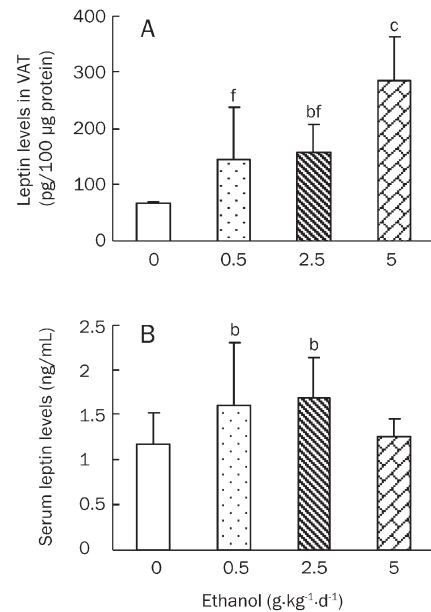 A
Leptin levels in VAT
(pg/100 µg protein)
400
300
200
100
0
f
bf
c
0 0.5 2.5 5
B
Serum leptin levels (ng/mL)
2.5
2
1.5
1
0.5
0
b
b
0 0.5 2.5 5
Ethanol (g·kg⁻¹·d⁻¹)